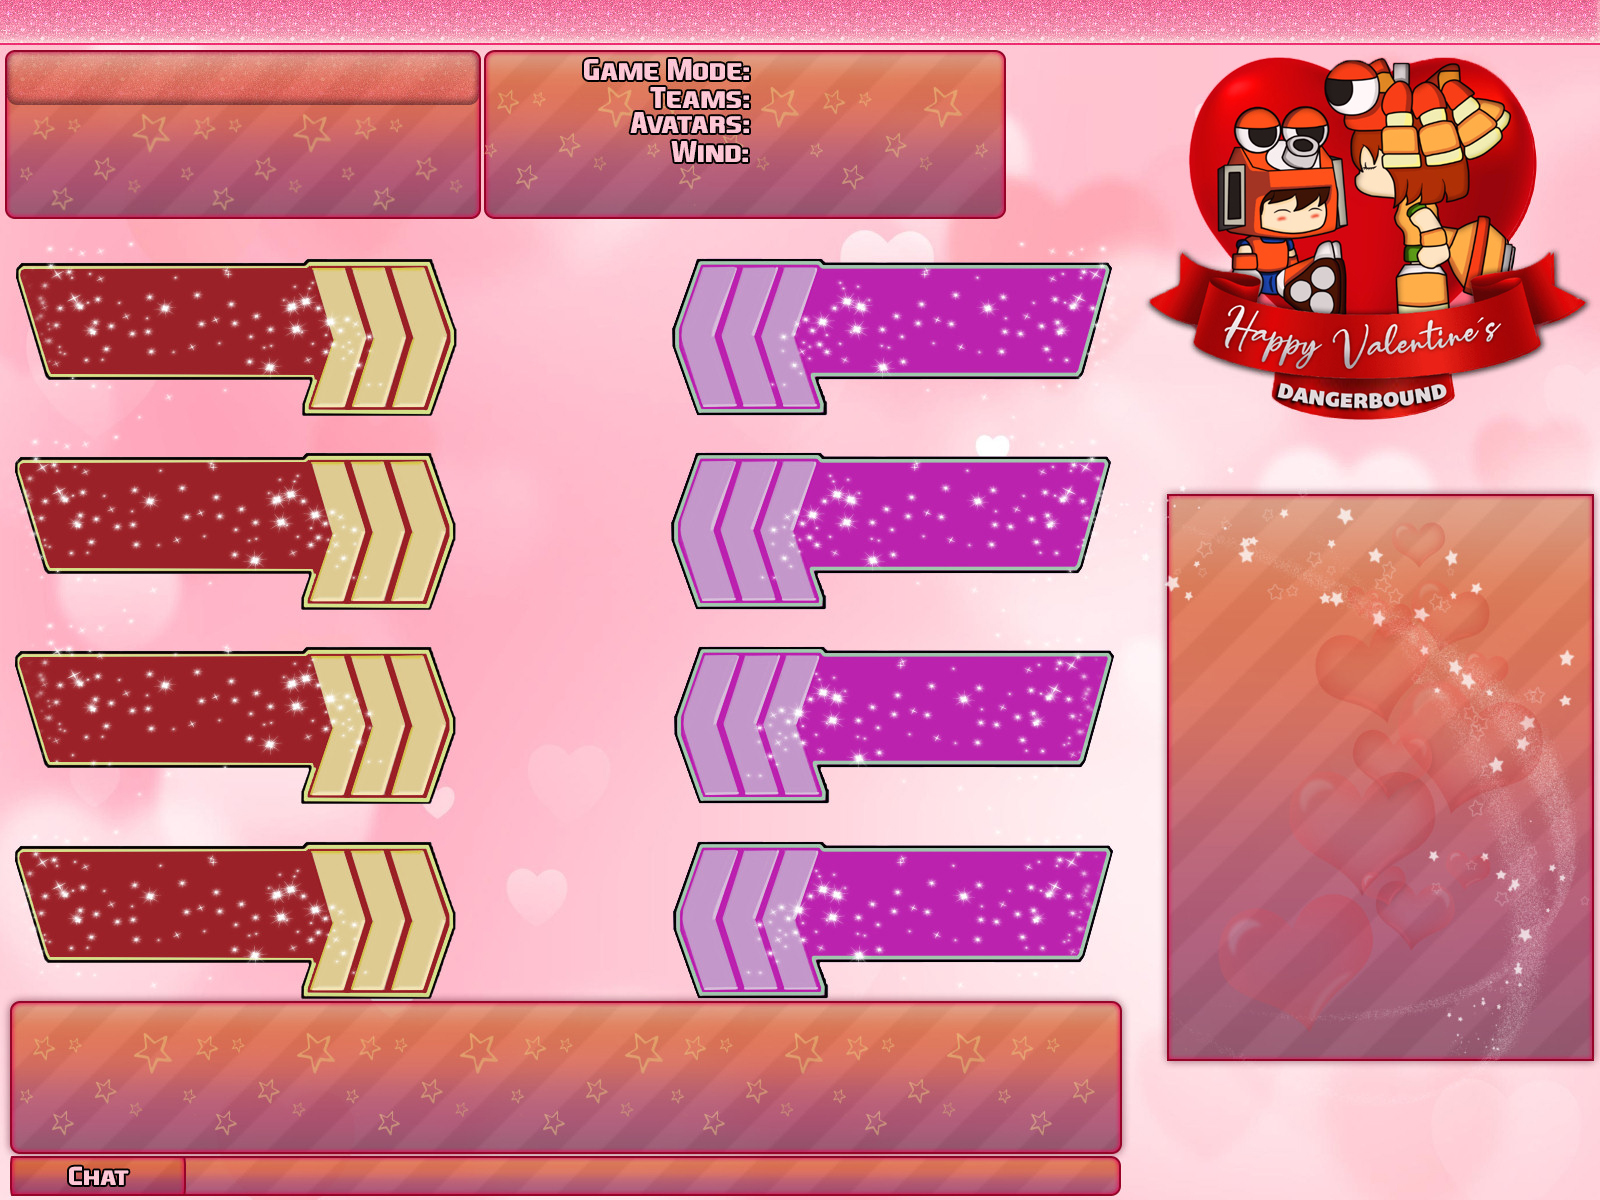 Game Mode:
Teams:
Avatars:
Wind:
Happy Valentine´s
DANGERBOUND
Chat